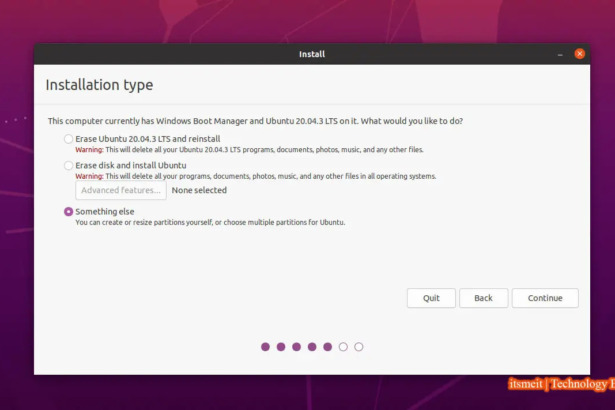 Install
Installation type
This computer currently has Windows Boot Manager and Ubuntu 20.04.3 LTS on it. What would you like to do?
Erase Ubuntu 20.04.3 LTS and reinstall
Warning: This will delete all your Ubuntu 20.04.3 LTS programs, documents, photos, music, and any other files.
Erase disk and install Ubuntu
Warning: This will delete all your programs, documents, photos, music, and any other files in all operating systems.
Advanced features... None selected
Something else
You can create or resize partitions yourself, or choose multiple partitions for Ubuntu.
Quit Back Continue
itsmeit | Technology